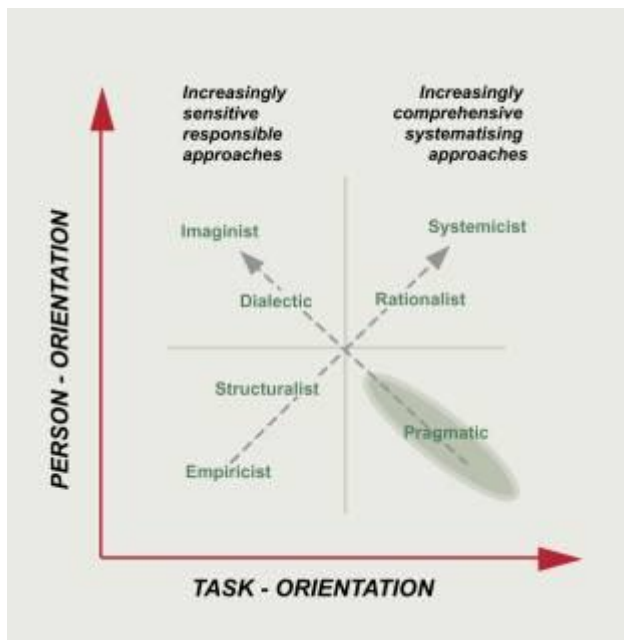 Increasingly
sensitive
responsible
approaches
Increasingly
comprehensive
systematising
approaches
Imaginist
Systemicist
Dialectic
Rationalist
Structuralist
Pragmatic
Empiricist
PERSON - ORIENTATION
TASK - ORIENTATION